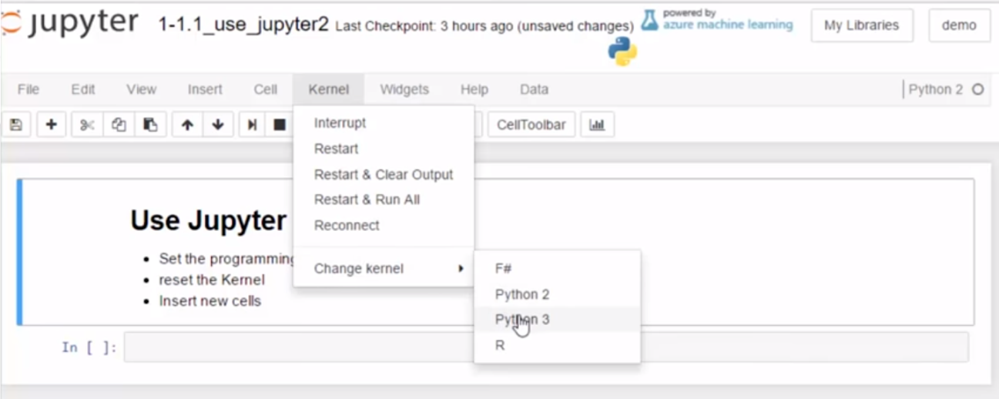 jupyter 1-1.1_use_jupyter2 Last Checkpoint: 3 hours ago (unsaved changes)
powered by
azure machine learning
My Libraries
demo
File Edit View Insert Cell Kernel Widgets Help Data
Python 2
CellToolbar
Interrupt
Restart
Restart & Clear Output
Restart & Run All
Reconnect
Change kernel
F#
Python 2
Python 3
R
Use Jupyter
Set the programming
reset the Kernel
Insert new cells
In [ ]: